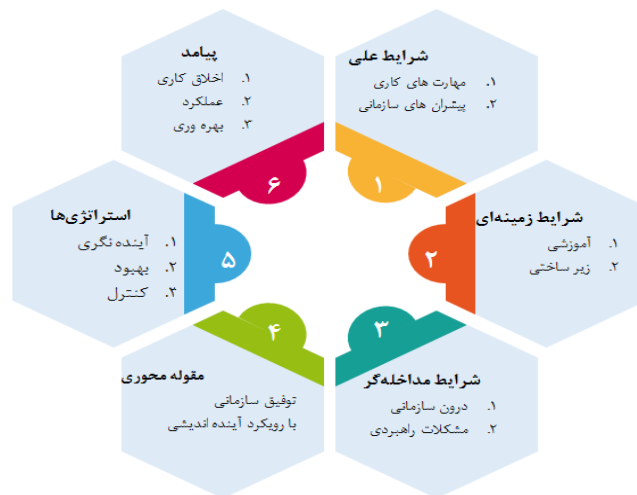 شرایط علی
۱. مهارت های کاری
۲. پیشران های سازمانی
۱
شرایط زمینه‌ای
۱. آموزشی
۲. زیر ساختی
۲
شرایط مداخله‌گر
۱. درون سازمانی
۲. مشکلات راهبردی
۳
مقوله محوری
توفیق سازمانی
با رویکرد آینده اندیشی
۴
استراتژی‌ها
۱. آینده نگری
۲. بهبود
۳. کنترل
۵
پیامد
۱. اخلاق کاری
۲. عملکرد
۳. بهره وری
۶